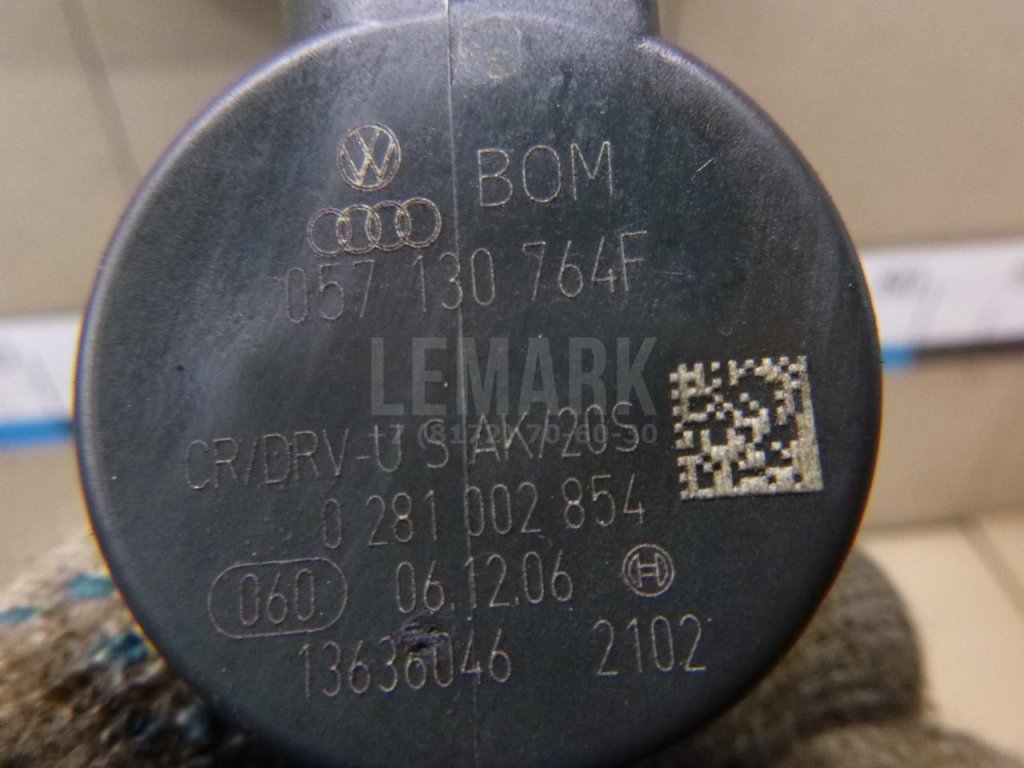 BOM
057 130 764F
LEMARK
CR/DRV-U S AK/20S
0 281 002 854
060 06.12.06
13636046 2102